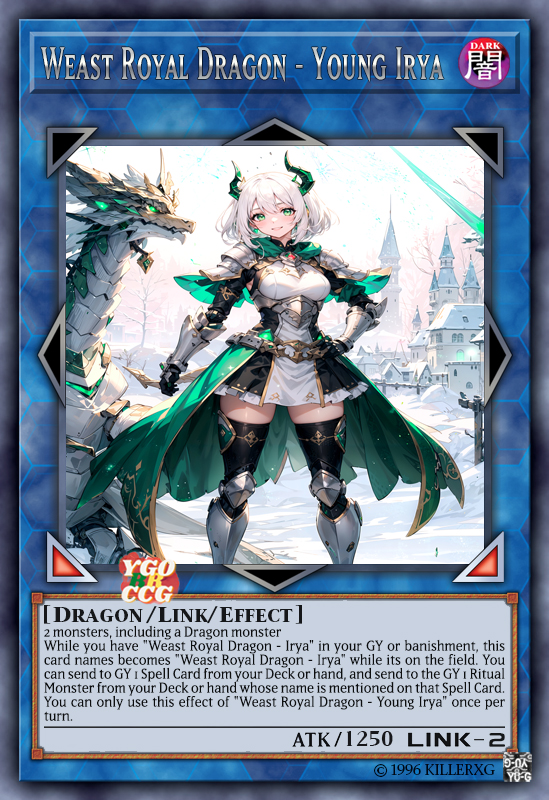 Weast Royal Dragon - Young Irya
DARK
闇
YGO
RR
CCG
[Dragon/Link/Effect]
2 monsters, including a Dragon monster
While you have "Weast Royal Dragon - Irya" in your GY or banishment, this
card names becomes "Weast Royal Dragon - Irya" while its on the field. You
can send to GY 1 Spell Card from your Deck or hand, and send to the GY 1 Ritual
Monster from your Deck or hand whose name is mentioned on that Spell Card.
You can only use this effect of "Weast Royal Dragon - Young Irya" once per
turn.
ATK/1250 LINK-2
© 1996 KILLERXG
YU-G